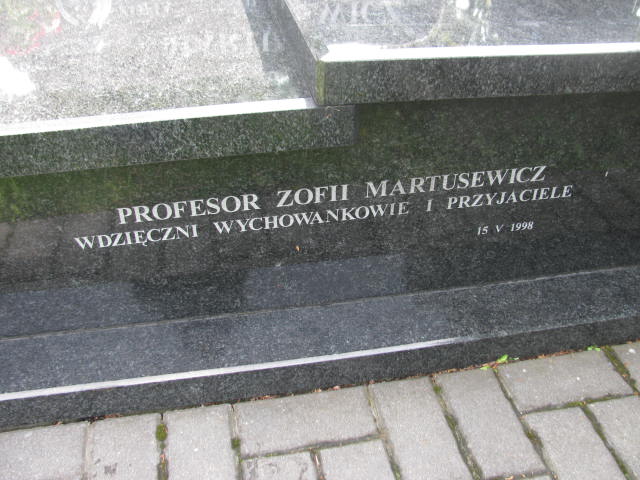 PROFESOR ZOFII MARTUSEWICZ
WDZIĘCZNI WYCHOWANKOWIE I PRZYJACIELE
15 V 1998